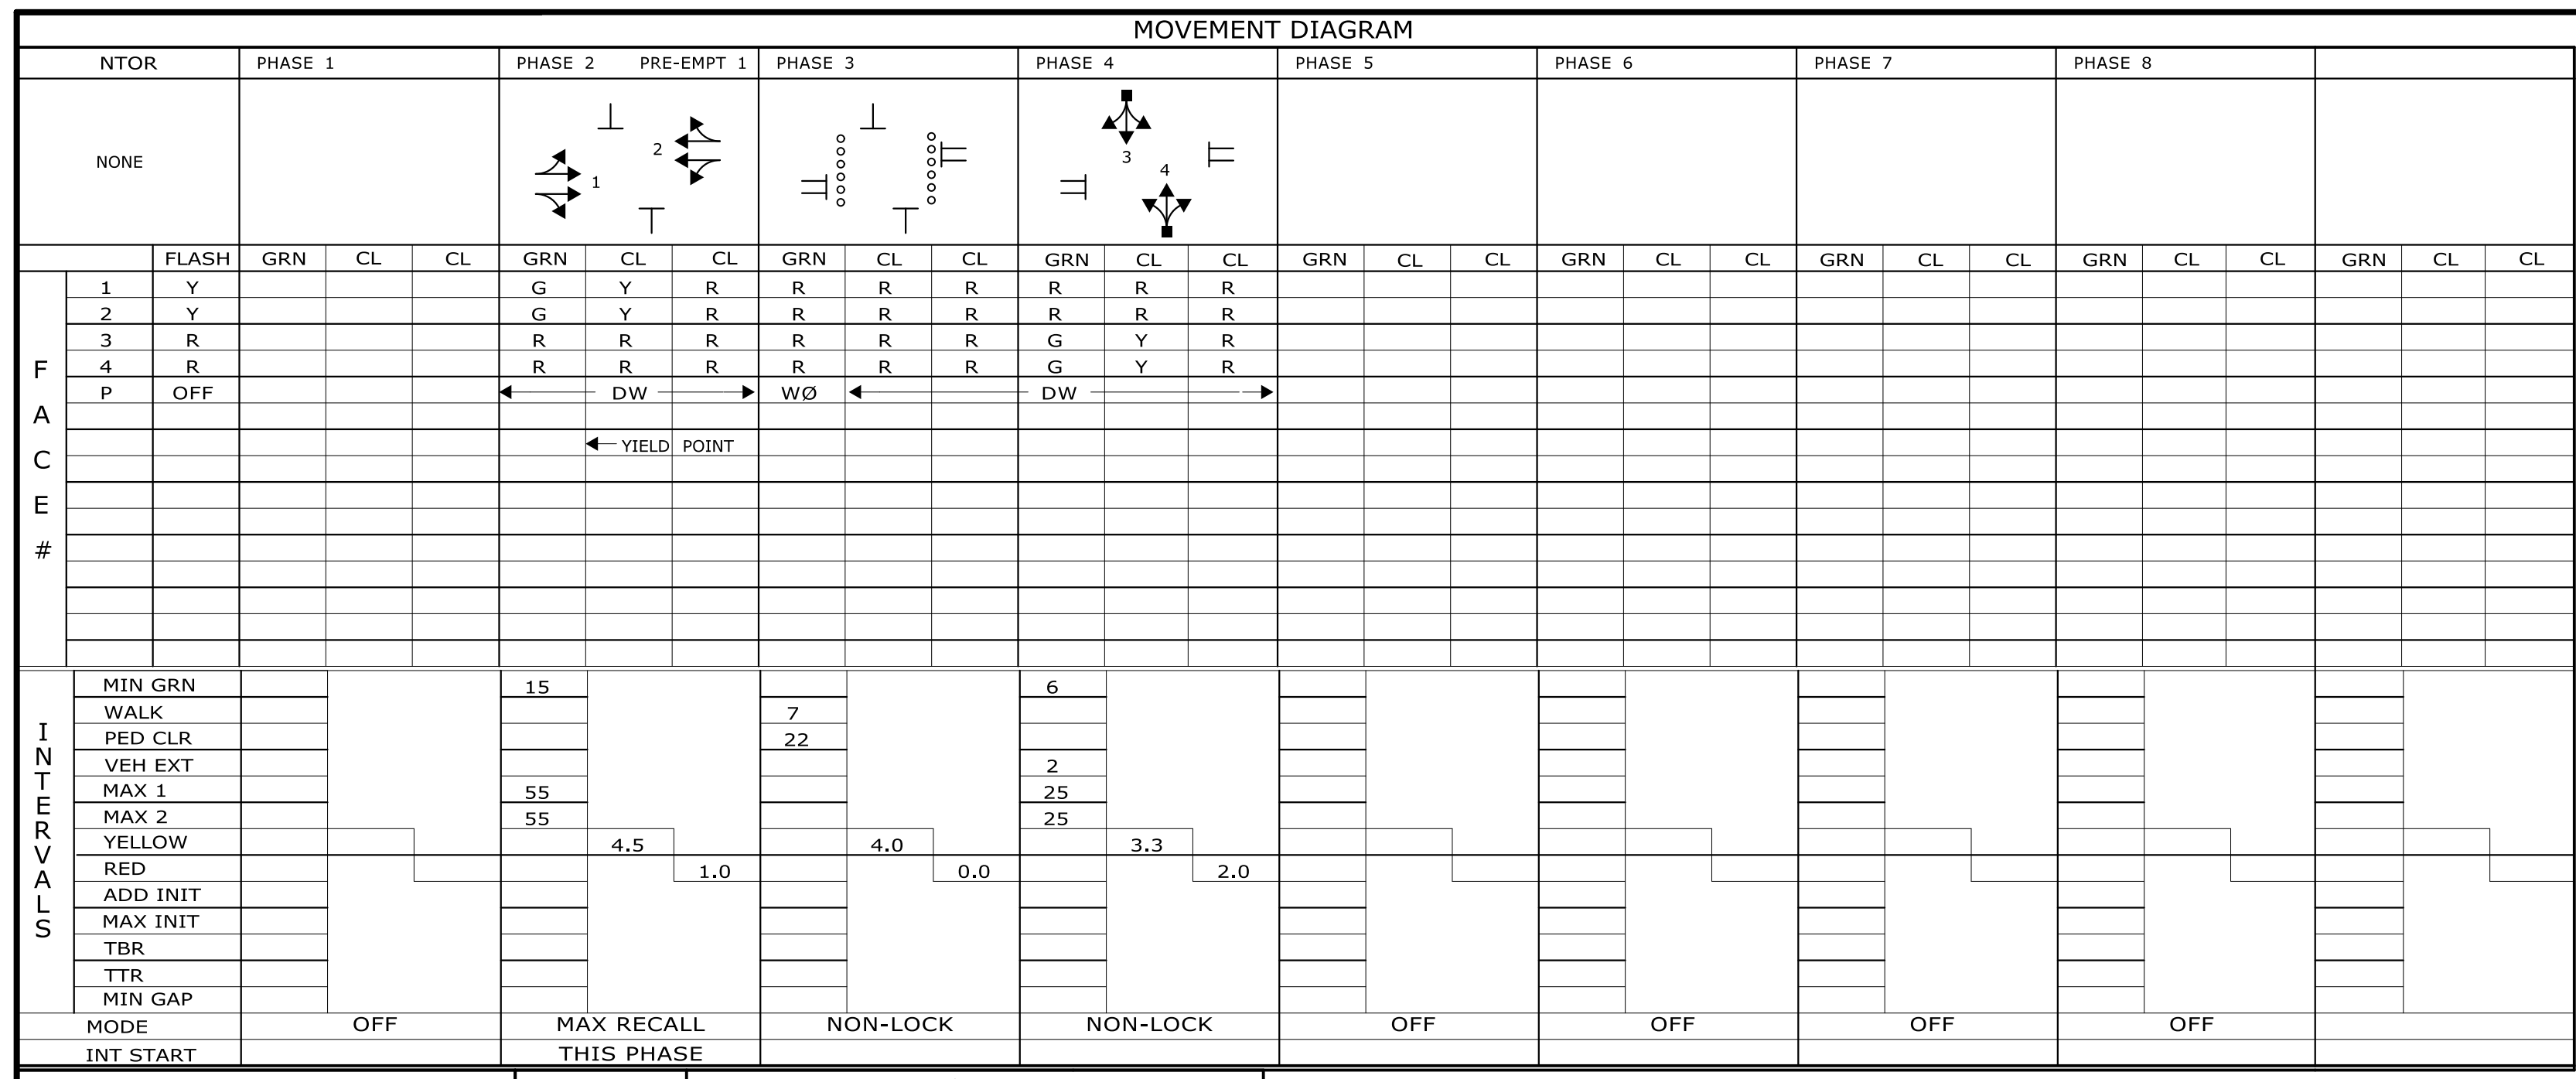 MOVEMENT DIAGRAM
NTOR PHASE 1 PHASE 2 PRE-EMPT 1 PHASE 3 PHASE 4 PHASE 5 PHASE 6 PHASE 7 PHASE 8
NONE 1 2 3 4
FLASH GRN CL CL GRN CL CL GRN CL CL GRN CL CL GRN CL CL GRN CL CL GRN CL CL GRN CL CL GRN CL CL
FACE #
1 Y G Y R R R R R R R
2 Y G Y R R R R R R R
3 R R R R R R R G Y R
4 R R R R R R R G Y R
P OFF DW WØ DW
YIELD POINT
INTERVALS
MIN GRN 15 6
WALK 7
PED CLR 22
VEH EXT 2
MAX 1 55 25
MAX 2 55 25
YELLOW 4.5 4.0 3.3
RED 1.0 0.0 2.0
ADD INIT
MAX INIT
TBR
TTR
MIN GAP
MODE OFF MAX RECALL NON-LOCK NON-LOCK OFF OFF OFF OFF
INT START THIS PHASE